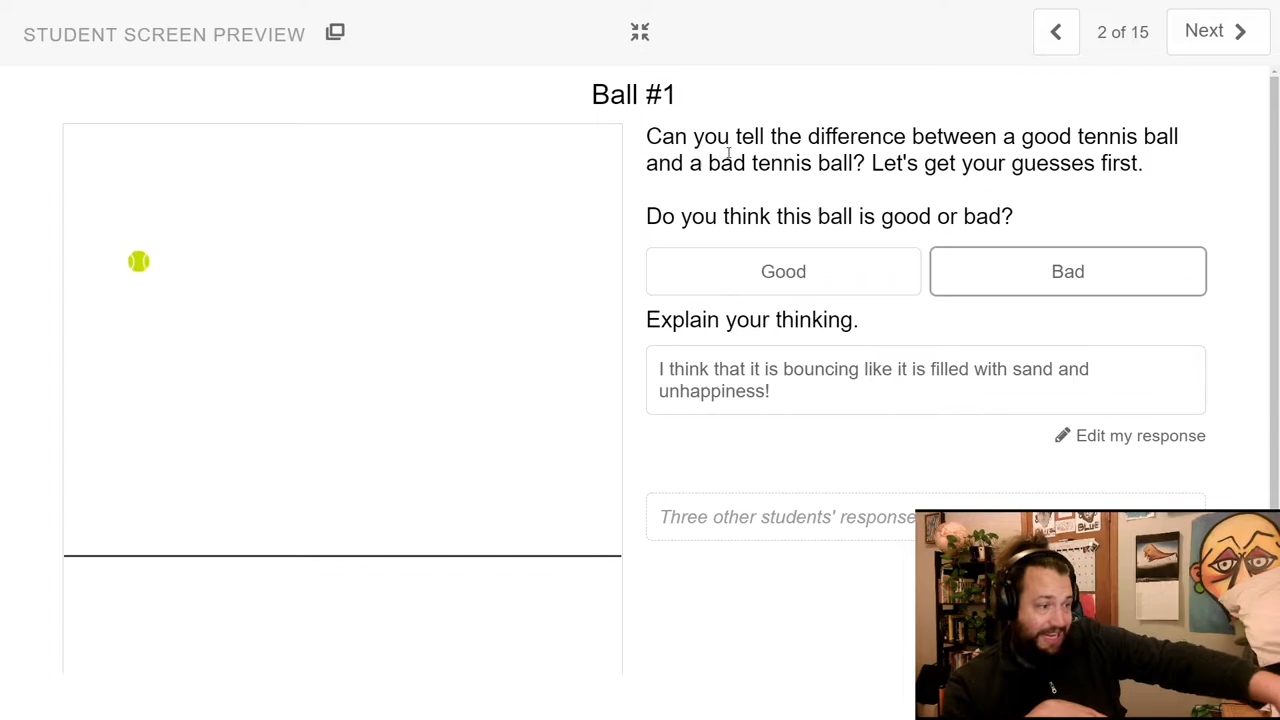 STUDENT SCREEN PREVIEW
2 of 15
Next
Ball #1
Can you tell the difference between a good tennis ball
and a bad tennis ball? Let's get your guesses first.
Do you think this ball is good or bad?
Good
Bad
Explain your thinking.
I think that it is bouncing like it is filled with sand and
unhappiness!
Edit my response
Three other students' response
BLUE